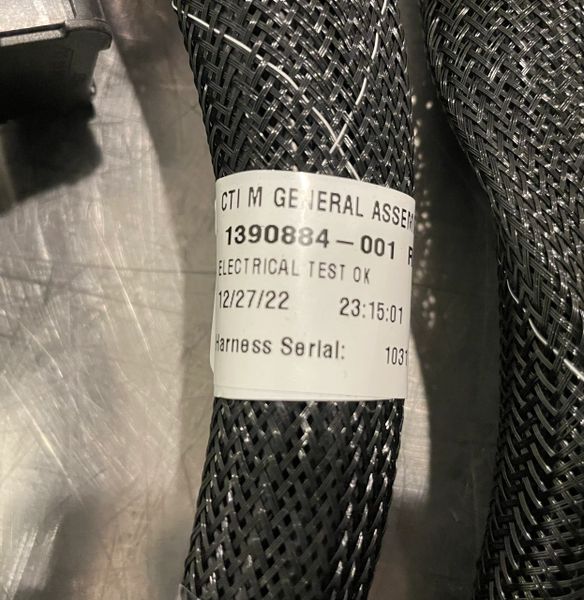 CTI M GENERAL
1390884-001
ELECTRICAL TEST OK
12/27/22 23:15:01
Harness Serial: